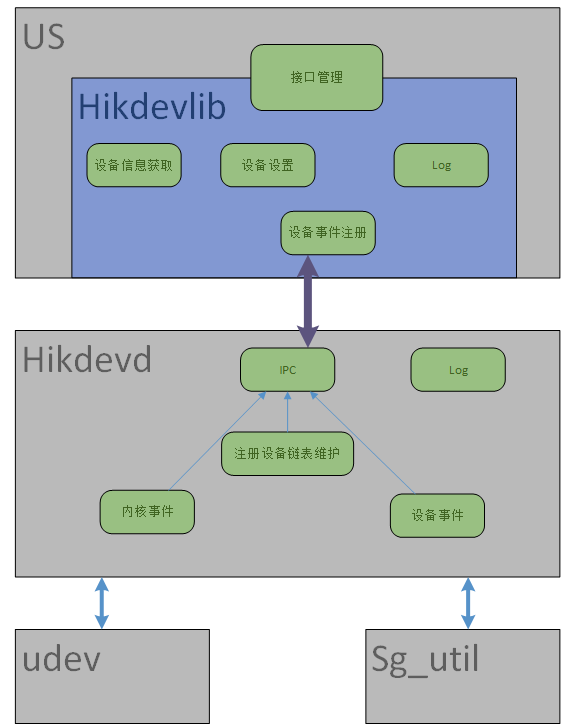 US
接口管理
Hikdevlib
设备信息获取
设备设置
Log
设备事件注册
Hikdevd
IPC
Log
注册设备链表维护
内核事件
设备事件
udev
Sg_util